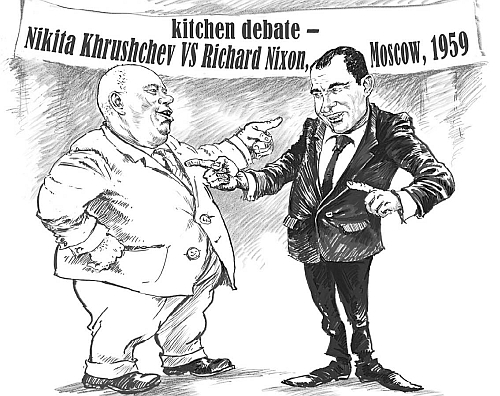 kitchen debate –
Nikita Khrushchev VS Richard Nixon, Moscow, 1959